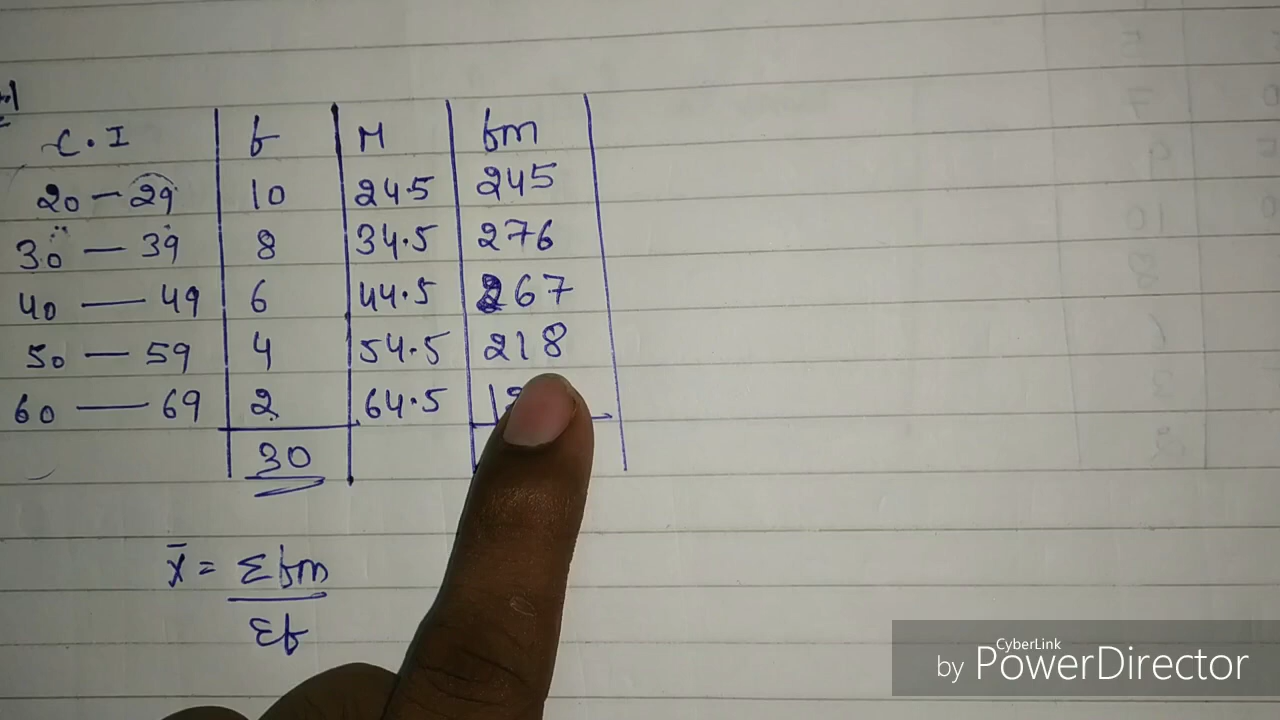 C.I f M fm
20 — 29 10 24.5 245
30 — 39 8 34.5 276
40 — 49 6 44.5 267
50 — 59 4 54.5 218
60 — 69 2 64.5
30
x̄ = Σfm
Σf
CyberLink
by PowerDirector